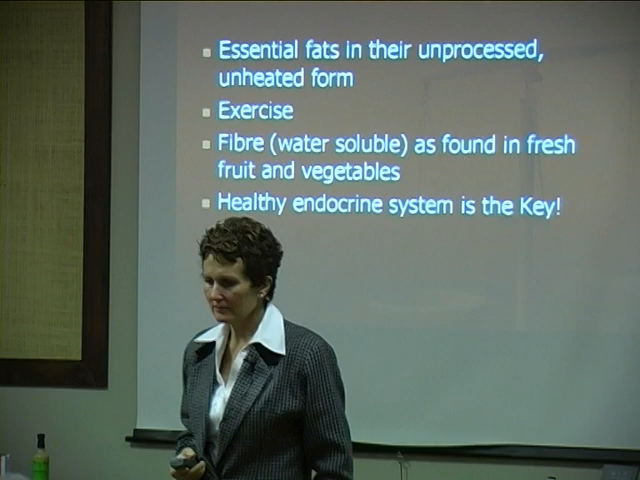 Essential fats in their unprocessed,
unheated form
Exercise
Fibre (water soluble) as found in fresh
fruit and vegetables
Healthy endocrine system is the Key!